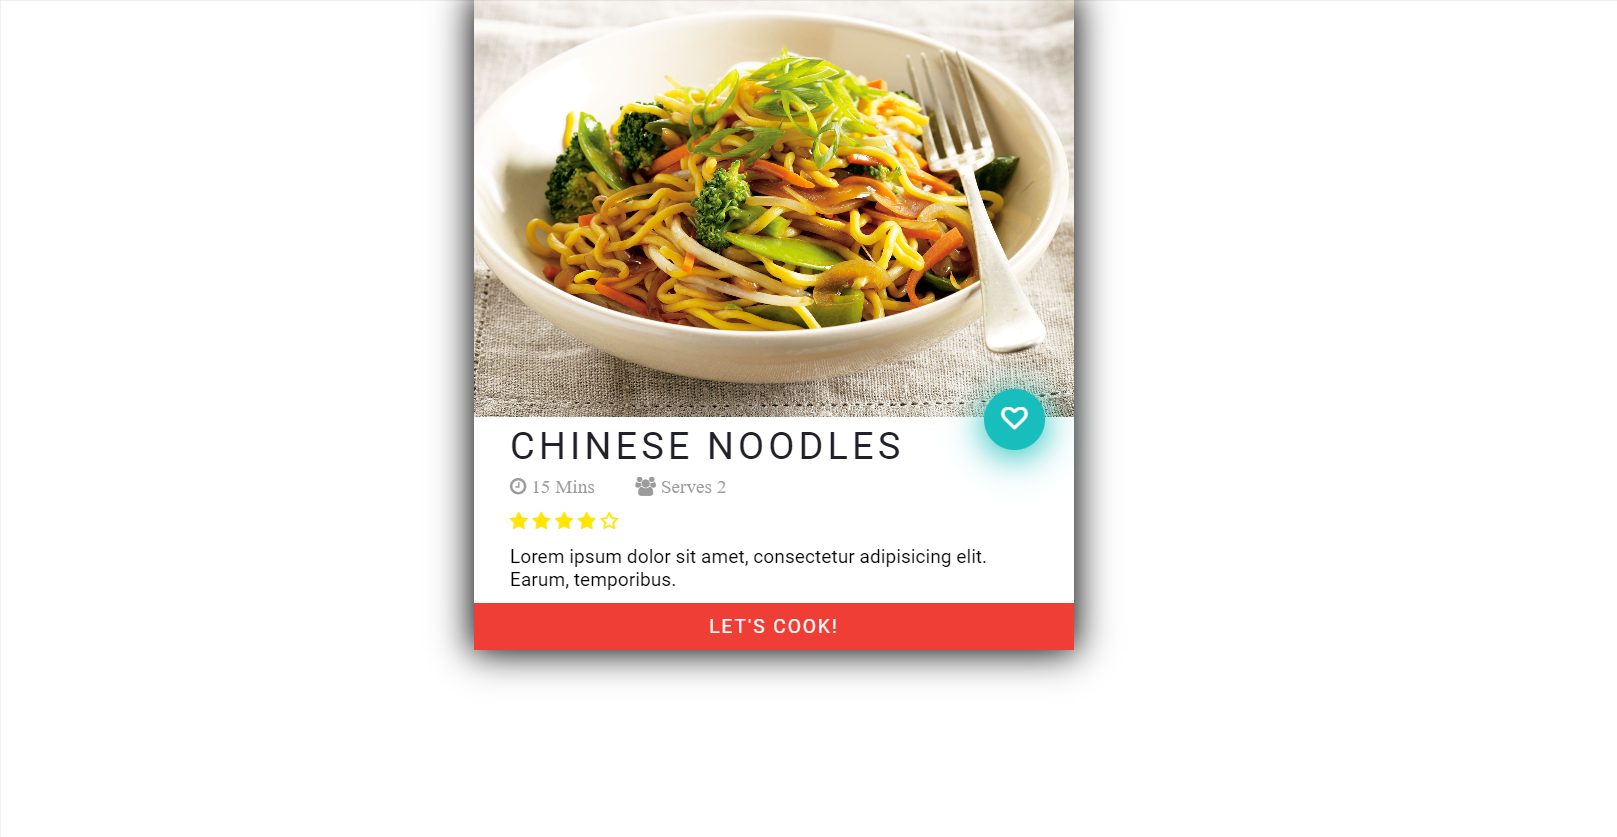 CHINESE NOODLES
15 Mins Serves 2
Lorem ipsum dolor sit amet, consectetur adipisicing elit.
Earum, temporibus.
LET'S COOK!